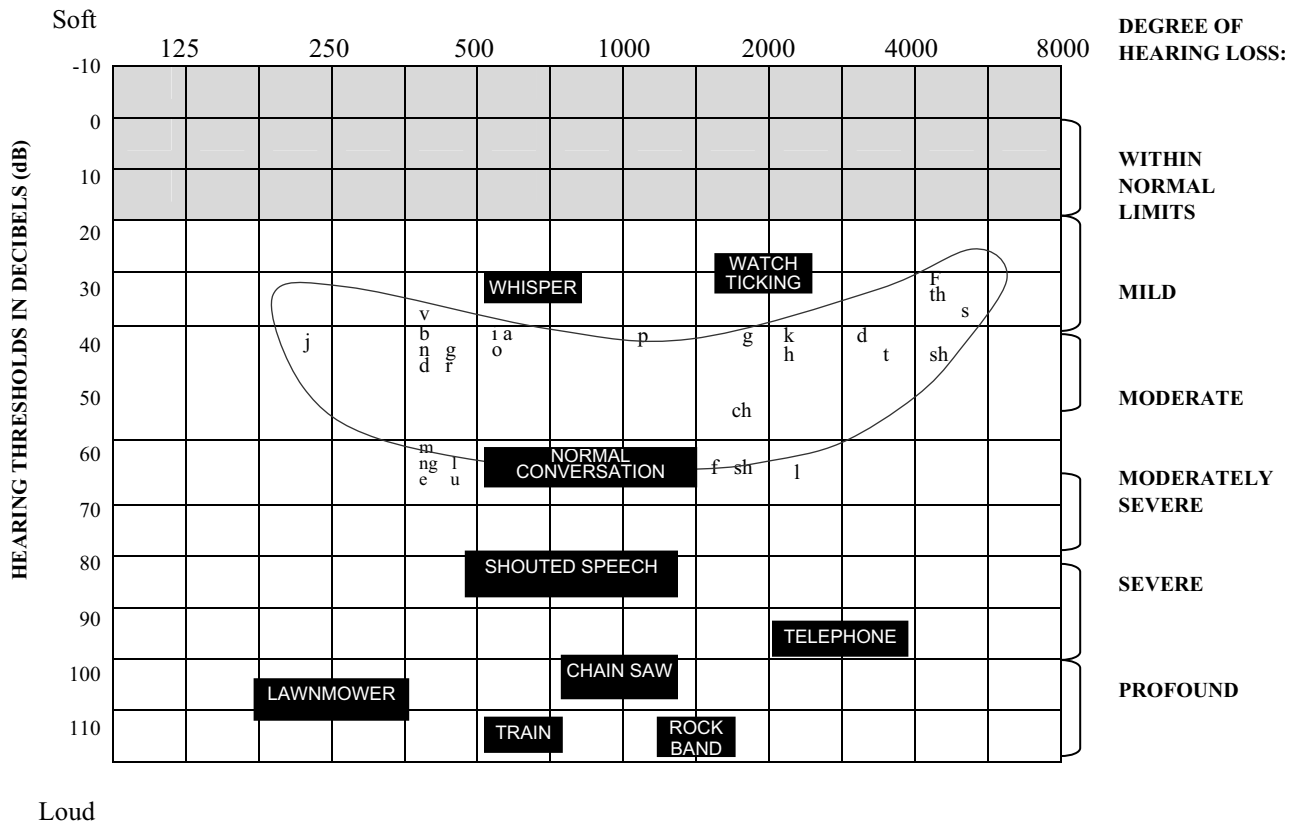 Soft
125 250 500 1000 2000 4000 8000
DEGREE OF
HEARING LOSS:
HEARING THRESHOLDS IN DECIBELS (dB)
-10
0
10
WITHIN
NORMAL
LIMITS
20
WATCH
TICKING
WHISPER
30
F
th
s
v
MILD
40
j
b
n
d
g
r
ı a
o
p
g
k
h
d
t
sh
50
ch
MODERATE
60
m
ng
e
l
u
NORMAL
CONVERSATION
f sh
l
MODERATELY
SEVERE
70
80
SHOUTED SPEECH
SEVERE
90
TELEPHONE
100
CHAIN SAW
LAWNMOWER
PROFOUND
110
TRAIN
ROCK
BAND
Loud